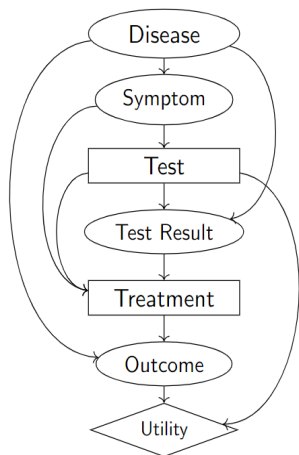 Disease
Symptom
Test
Test Result
Treatment
Outcome
Utility